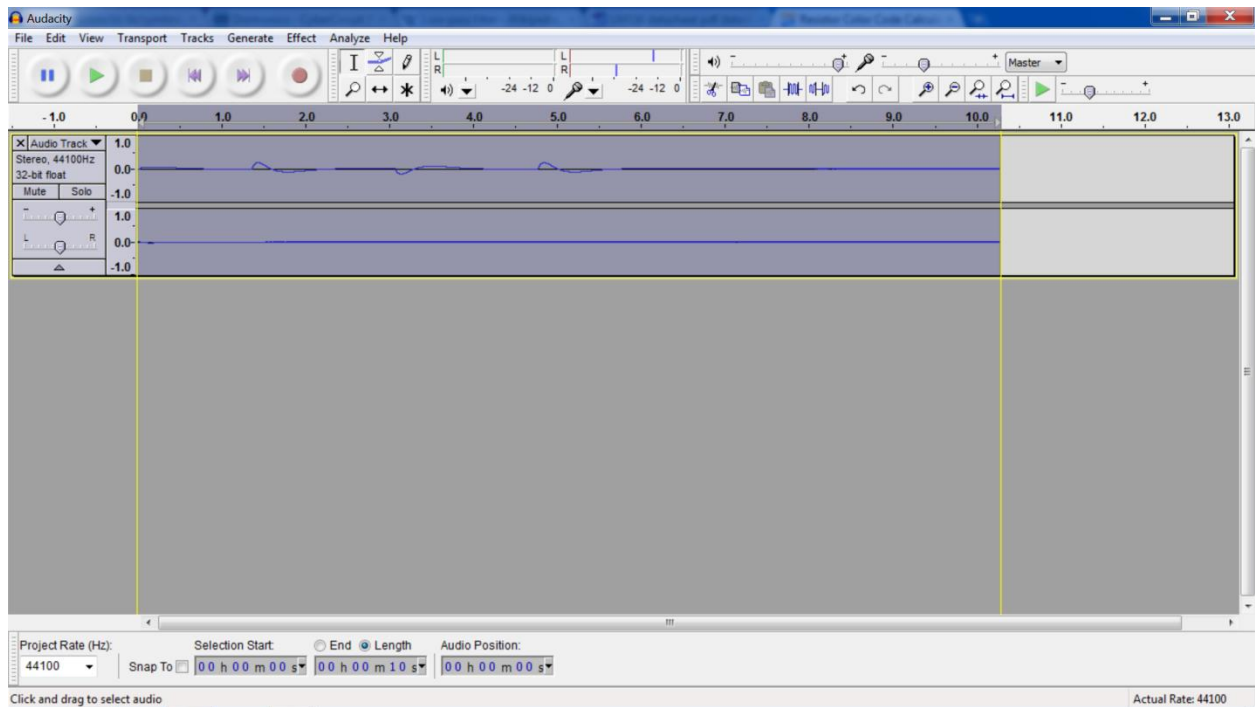 Audacity
File Edit View Transport Tracks Generate Effect Analyze Help
L
R
-24 -12 0
L
R
-24 -12 0
Master
- 1.0 0.0 1.0 2.0 3.0 4.0 5.0 6.0 7.0 8.0 9.0 10.0 11.0 12.0 13.0
X Audio Track
Stereo, 44100Hz
32-bit float
Mute Solo
- +
L R
1.0
0.0
-1.0
1.0
0.0
-1.0
Project Rate (Hz): Selection Start: End Length Audio Position:
44100 Snap To 00 h 00 m 00 s 00 h 00 m 10 s 00 h 00 m 00 s
Click and drag to select audio Actual Rate: 44100